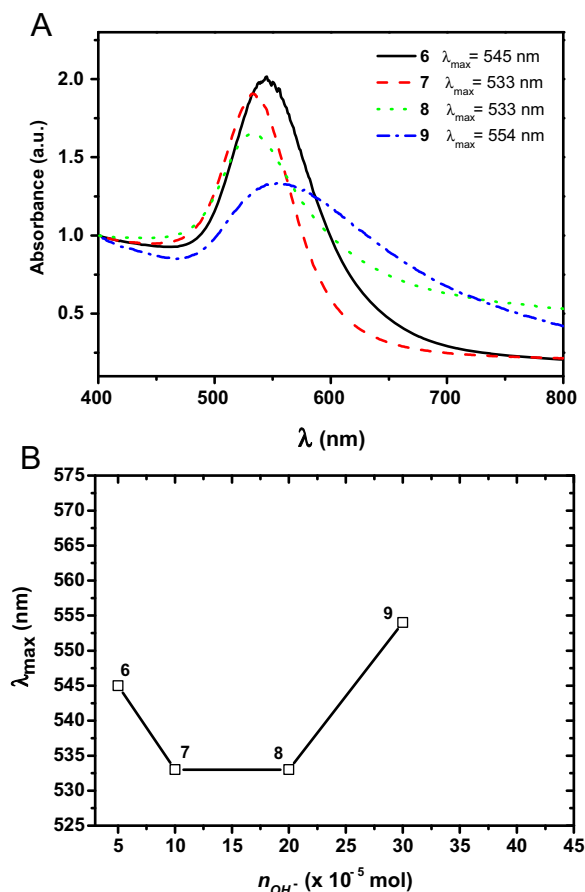 A
6 λmax= 545 nm
7 λmax= 533 nm
8 λmax= 533 nm
9 λmax= 554 nm
2.0
1.5
1.0
0.5
Absorbance (a.u.)
400 500 600 700 800
λ (nm)
B
575
570
565
560
555
550
545
540
535
530
525
λmax (nm)
6
7
8
9
5 10 15 20 25 30 35 40 45
nOH- (x 10-5 mol)